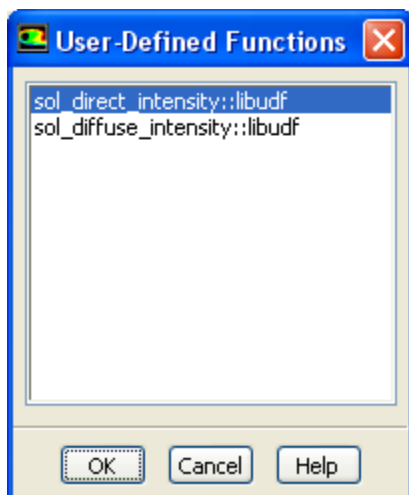 User-Defined Functions
sol_direct_intensity::libudf
sol_diffuse_intensity::libudf
OK Cancel Help